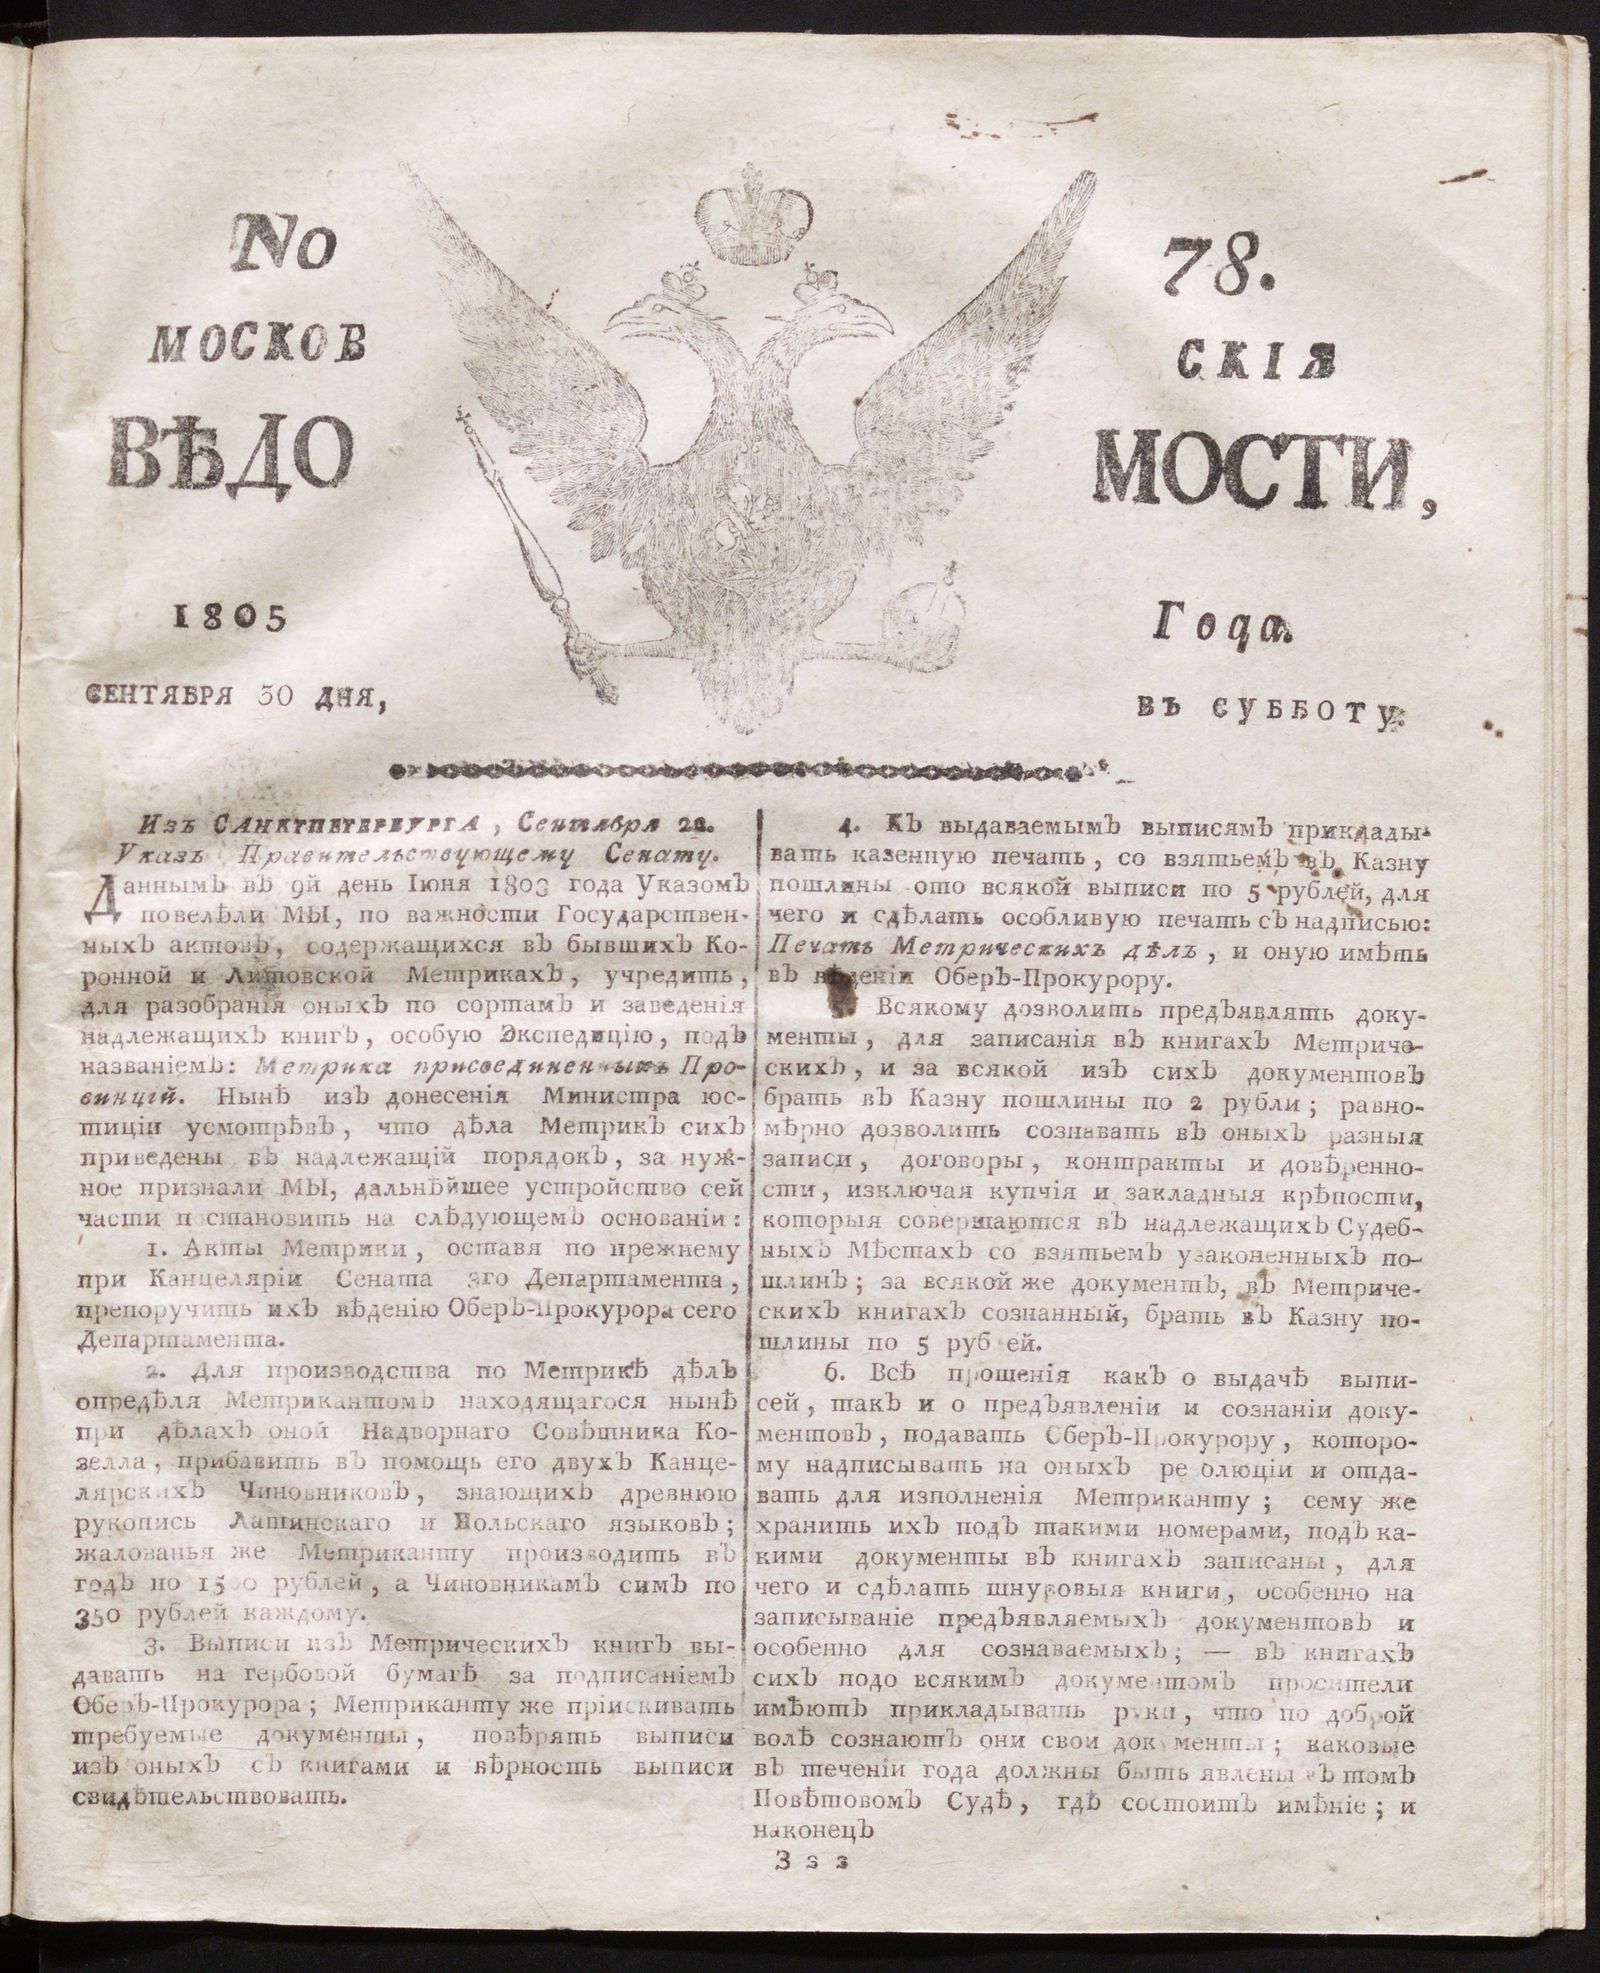 No 78.
МОСКОВ СКІЯ
ВѢДО МОСТИ,
1805 Года.
СЕНТЯБРЯ 30 ДНЯ, ВЪ СУББОТУ.
Изъ САНКТПЕТЕРБУРГА, Сентября 22.
Указъ Правительствующему Сенату.
Даннымъ въ 9й день Іюня 1803 года Указомъ
повелѣли МЫ, по важности Государствен-
ныхъ актовъ, содержащихся въ бывшихъ Ко-
ронной и Литовской Метрикахъ, учредить,
для разобранія оныхъ по сортамъ и заведенія
надлежащихъ книгъ, особую Экспедицію, подъ
названіемъ: Метрика присоединенныхъ Про-
винцій. Нынѣ изъ донесенія Министра юс-
тиціи усмотрѣвъ, что дѣла Метрикъ сихъ
приведены въ надлежащій порядокъ, за нуж-
ное признали МЫ, дальнѣйшее устройство сей
части постановить на слѣдующемъ основаніи:
1. Акты Метрики, оставя по прежнему
при Канцеляріи Сената 3го Департамента,
препоручить ихъ вѣденію Оберъ-Прокурора сего
Департамента.
2. Для производства по Метрикѣ дѣлъ
опредѣля Метрикантомъ находящагося нынѣ
при дѣлахъ оной Надворнаго Совѣтника Ко-
зелла, прибавить въ помощь его двухъ Канце-
лярскихъ Чиновниковъ, знающихъ древнюю
рукопись Латинскаго и Польскаго языковъ;
жалованья же Метриканту производить въ
годъ по 1500 рублей, а Чиновникамъ симъ по
350 рублей каждому.
3. Выписи изъ Метрическихъ книгъ вы-
давать на гербовой бумагѣ за подписаніемъ
Оберъ-Прокурора; Метриканту же пріискивать
требуемые документы, повѣрять выписи
изъ оныхъ съ книгами и вѣрность выписи
свидѣтельствовать.
4. Къ выдаваемымъ выписямъ приклады-
вать казенную печать, со взятьемъ въ Казну
пошлины ото всякой выписи по 5 рублей, для
чего и сдѣлать особливую печать съ надписью:
Печать Метрическихъ дѣлъ, и оную имѣть
въ вѣденіи Оберъ-Прокурору.
Всякому дозволить предъявлять доку-
менты, для записанія въ книгахъ Метриче-
скихъ, и за всякой изъ сихъ документовъ
брать въ Казну пошлины по 2 рубли; равно-
мѣрно дозволить сознавать въ оныхъ разныя
записи, договоры, контракты и довѣренно-
сти, изключая купчія и закладныя крѣпости,
которыя совершаются въ надлежащихъ Судеб-
ныхъ Мѣстахъ со взятьемъ узаконенныхъ по-
шлинъ; за всякой же документъ, въ Метриче-
скихъ книгахъ сознанный, брать въ Казну по-
шлины по 5 рублей.
6. Всѣ прошенія какъ о выдачѣ выпи-
сей, такъ и о предъявленіи и сознаніи доку-
ментовъ, подавать Оберъ-Прокурору, которо-
му надписывать на оныхъ резолюціи и отда-
вать для изполненія Метриканту; сему же
хранить ихъ подъ такими номерами, подъ ка-
кими документы въ книгахъ записаны, для
чего и сдѣлать шнуровыя книги, особенно на
записываніе предъявляемыхъ документовъ и
особенно для сознаваемыхъ; — въ книгахъ
сихъ подо всякимъ документомъ просители
имѣютъ прикладывать руки, что по доброй
волѣ сознаютъ они свои документы; каковые
въ теченіи года должны быть явлены въ томъ
Повѣтовомъ Судѣ, гдѣ состоитъ имѣніе; и
наконецъ
З з з